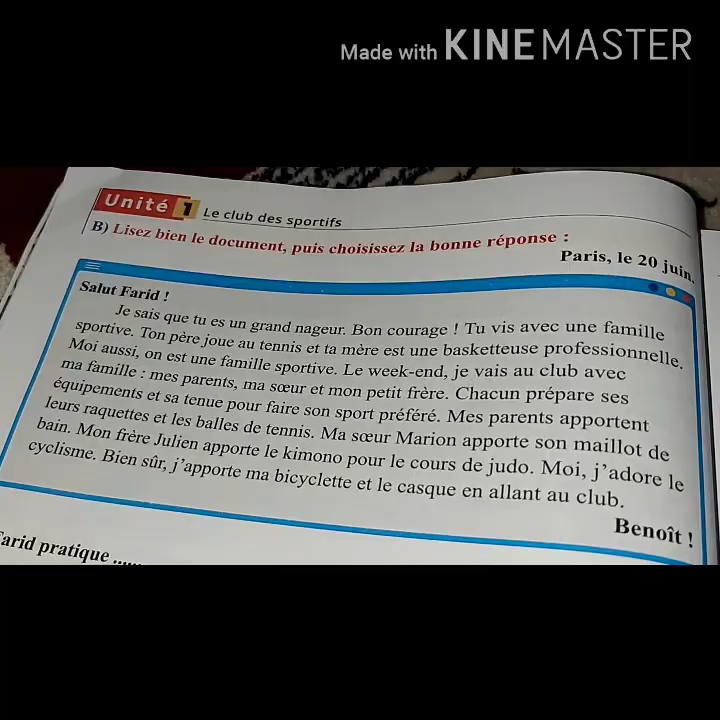 Made with KINEMASTER
Unité 1 Le club des sportifs
B) Lisez bien le document, puis choisissez la bonne réponse :
Paris, le 20 juin.
Salut Farid !
Je sais que tu es un grand nageur. Bon courage ! Tu vis avec une famille
sportive. Ton père joue au tennis et ta mère est une basketteuse professionnelle.
Moi aussi, on est une famille sportive. Le week-end, je vais au club avec
ma famille : mes parents, ma sœur et mon petit frère. Chacun prépare ses
équipements et sa tenue pour faire son sport préféré. Mes parents apportent
leurs raquettes et les balles de tennis. Ma sœur Marion apporte son maillot de
bain. Mon frère Julien apporte le kimono pour le cours de judo. Moi, j'adore le
cyclisme. Bien sûr, j'apporte ma bicyclette et le casque en allant au club.
Benoît !
arid pratique ......